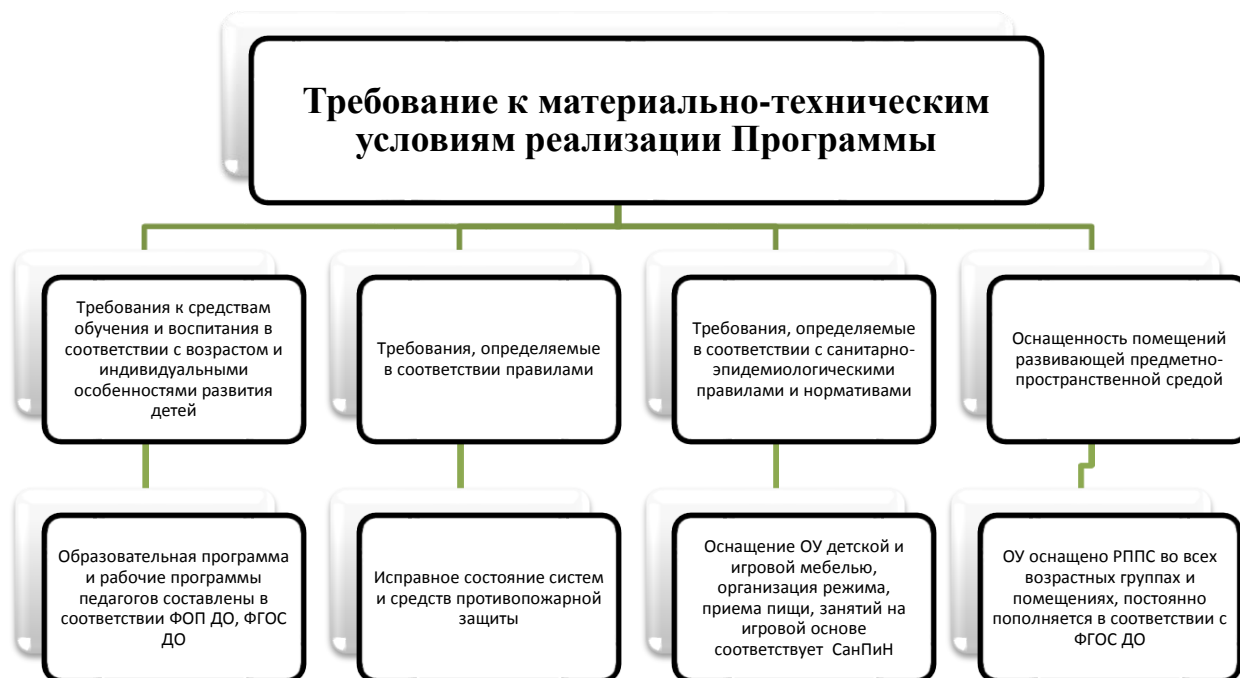 Требование к материально-техническим
условиям реализации Программы
Требования к средствам
обучения и воспитания в
соответствии с возрастом и
индивидуальными
особенностями развития
детей
Требования, определяемые
в соответствии правилами
Требования, определяемые
в соответствии с санитарно-
эпидемиологическими
правилами и нормативами
Оснащенность помещений
развивающей предметно-
пространственной средой
Образовательная программа
и рабочие программы
педагогов составлены в
соответствии ФОП ДО, ФГОС
ДО
Исправное состояние систем
и средств противопожарной
защиты
Оснащение ОУ детской и
игровой мебелью,
организация режима,
приема пищи, занятий на
игровой основе
соответствует СанПиН
ОУ оснащено РППС во всех
возрастных группах и
помещениях, постоянно
пополняется в соответствии с
ФГОС ДО